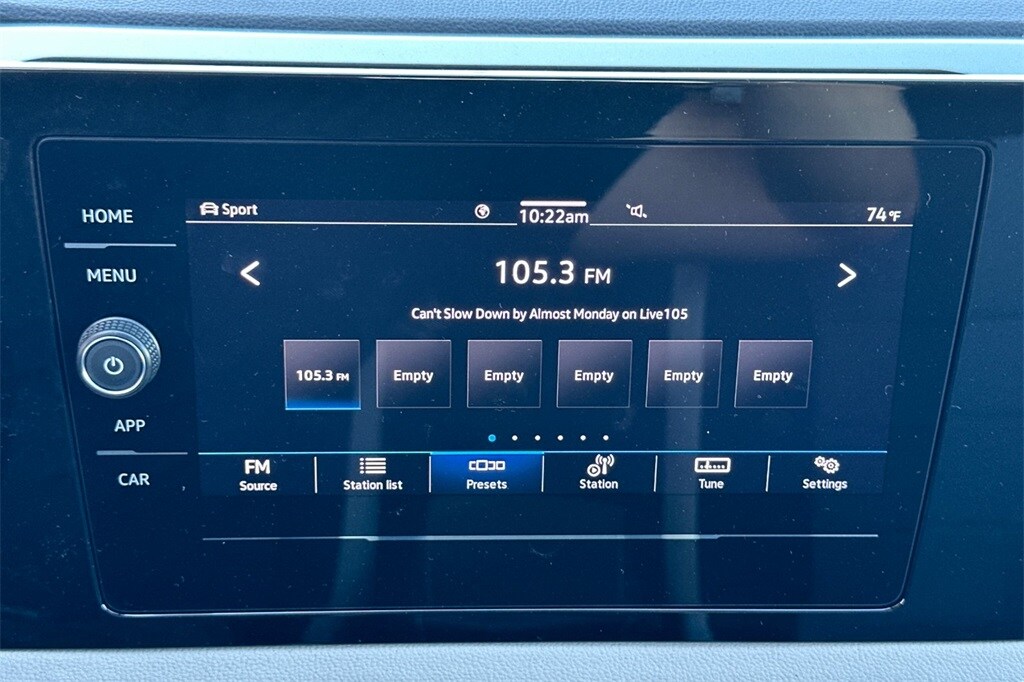 HOME
MENU
APP
CAR
Sport
10:22am
74°F
105.3 FM
Can't Slow Down by Almost Monday on Live105
105.3 FM
Empty
Empty
Empty
Empty
Empty
FM
Source
Station list
Presets
Station
Tune
Settings